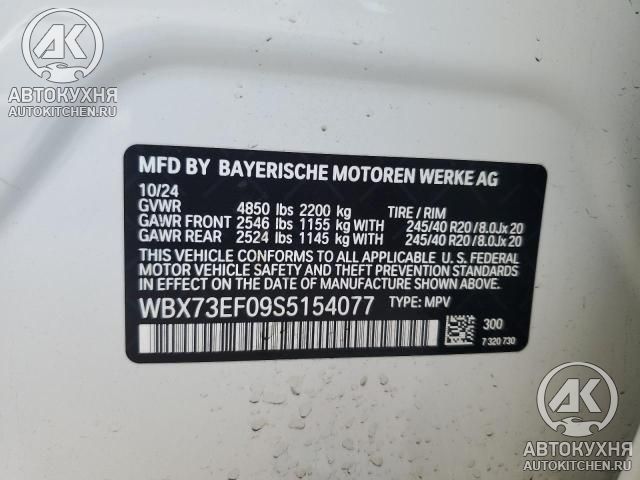 АК
АВТОКУХНЯ
AUTOKITCHEN.RU
MFD BY BAYERISCHE MOTOREN WERKE AG
10/24
GVWR 4850 lbs 2200 kg TIRE / RIM
GAWR FRONT 2546 lbs 1155 kg WITH 245/40 R20 / 8.0Jx 20
GAWR REAR 2524 lbs 1145 kg WITH 245/40 R20 / 8.0Jx 20
THIS VEHICLE CONFORMS TO ALL APPLICABLE U. S. FEDERAL
MOTOR VEHICLE SAFETY, BUMPER, AND THEFT PREVENTION STANDARDS
IN EFFECT ON THE DATE OF MANUFACTURE SHOWN ABOVE.
WBX73EF09S5154077 TYPE: MPV
300
7 320 730
АК
АВТОКУХНЯ
AUTOKITCHEN.RU